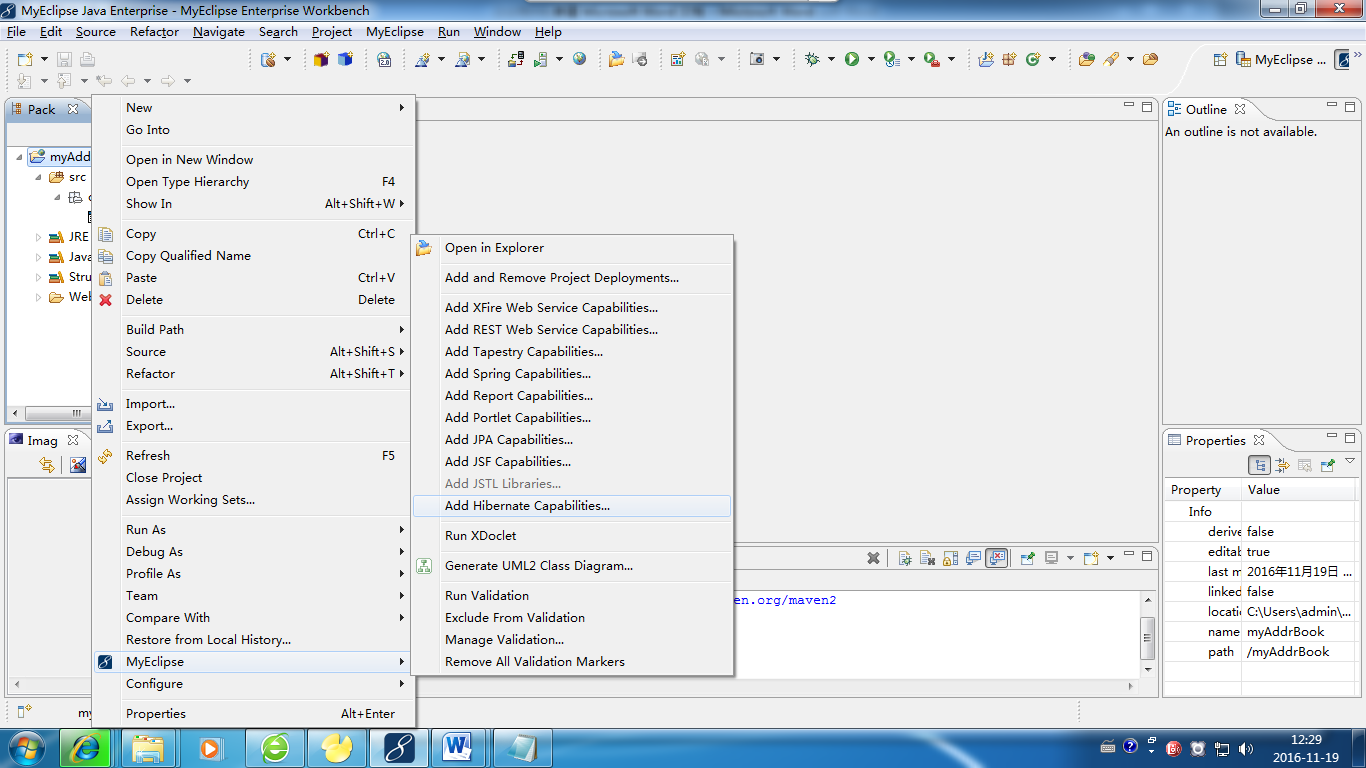 MyEclipse Java Enterprise - MyEclipse Enterprise Workbench
File Edit Source Refactor Navigate Search Project MyEclipse Run Window Help
MyEclipse ...
Pack
myAdd
src
JRE
Java
Stru
Web
New
Go Into
Open in New Window
Open Type Hierarchy F4
Show In Alt+Shift+W
Copy Ctrl+C
Copy Qualified Name
Paste Ctrl+V
Delete Delete
Build Path
Source Alt+Shift+S
Refactor Alt+Shift+T
Import...
Export...
Refresh F5
Close Project
Assign Working Sets...
Run As
Debug As
Profile As
Team
Compare With
Restore from Local History...
MyEclipse
Configure
Properties Alt+Enter
Open in Explorer
Add and Remove Project Deployments...
Add XFire Web Service Capabilities...
Add REST Web Service Capabilities...
Add Tapestry Capabilities...
Add Spring Capabilities...
Add Report Capabilities...
Add Portlet Capabilities...
Add JPA Capabilities...
Add JSF Capabilities...
Add JSTL Libraries...
Add Hibernate Capabilities...
Run XDoclet
Generate UML2 Class Diagram...
Run Validation
Exclude From Validation
Manage Validation...
Remove All Validation Markers
Imag
en.org/maven2
Outline
An outline is not available.
Properties
Property Value
Info
derive false
editab true
last m 2016年11月19日 ...
linked false
locatio C:\Users\admin\...
name myAddrBook
path /myAddrBook
my
12:29
2016-11-19